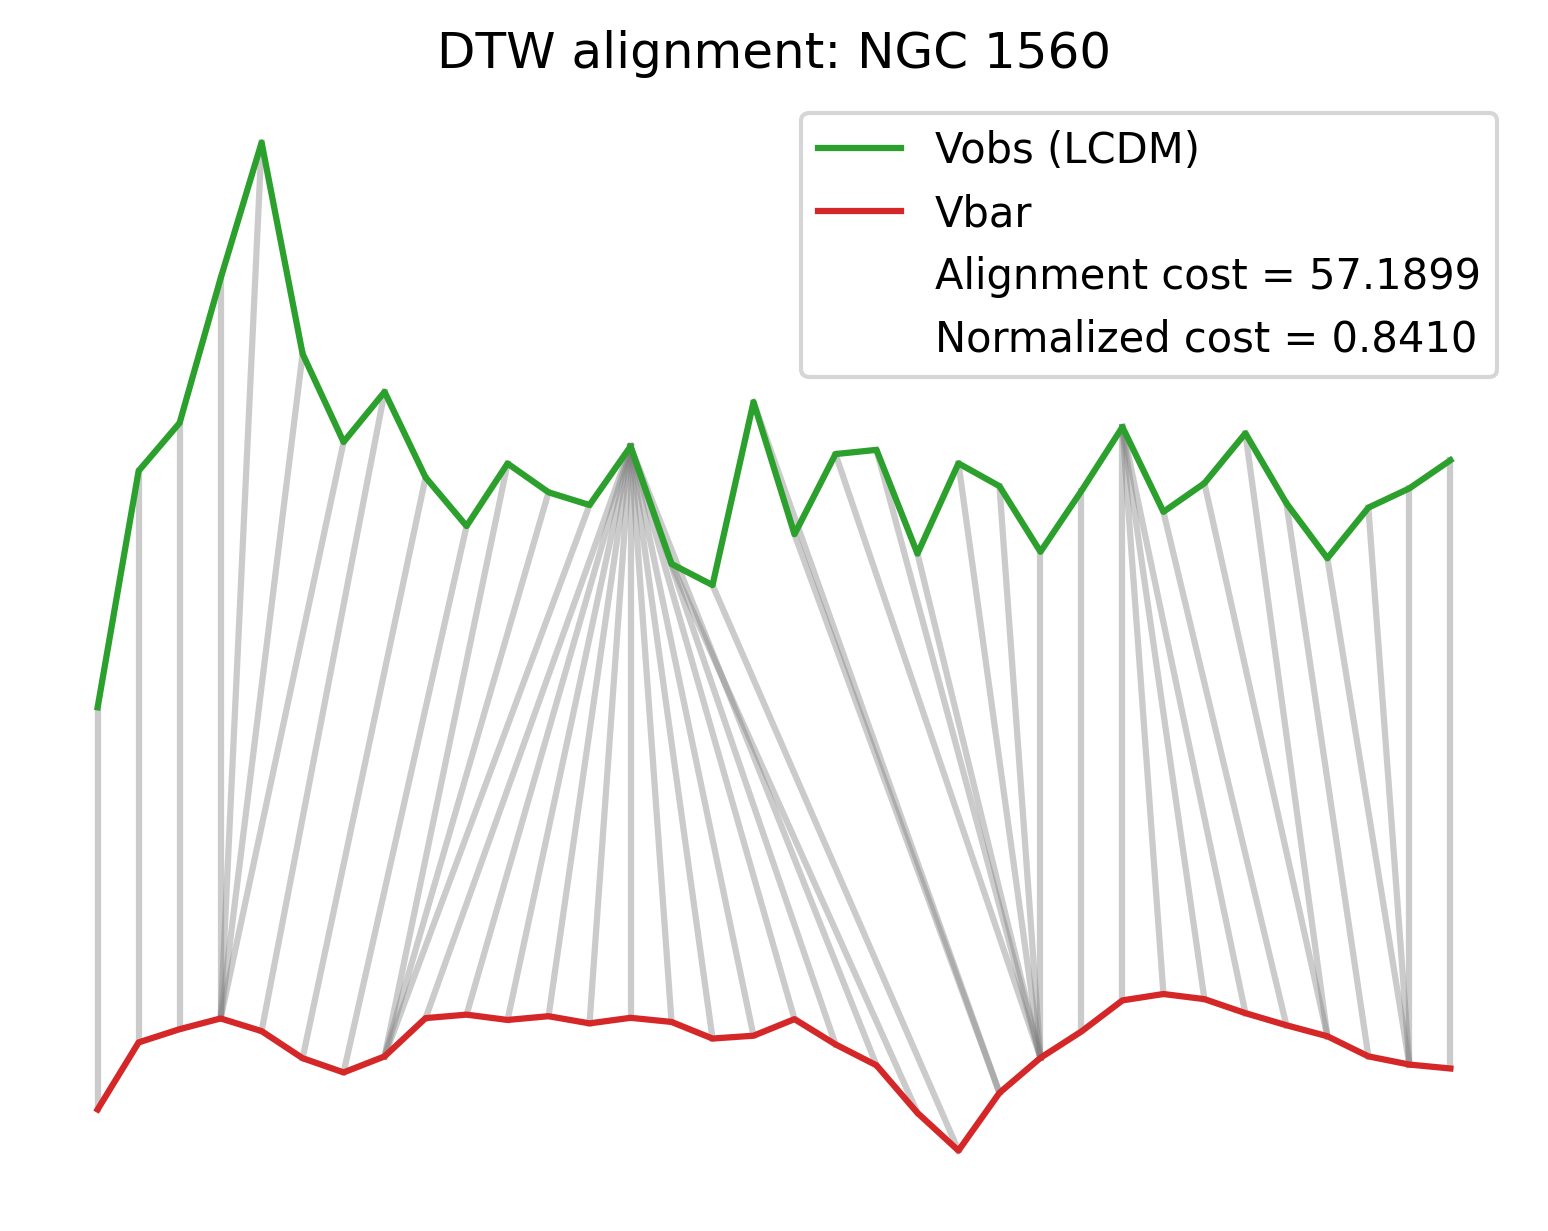 DTW alignment: NGC 1560
Vobs (LCDM)
Vbar
Alignment cost = 57.1899
Normalized cost = 0.8410